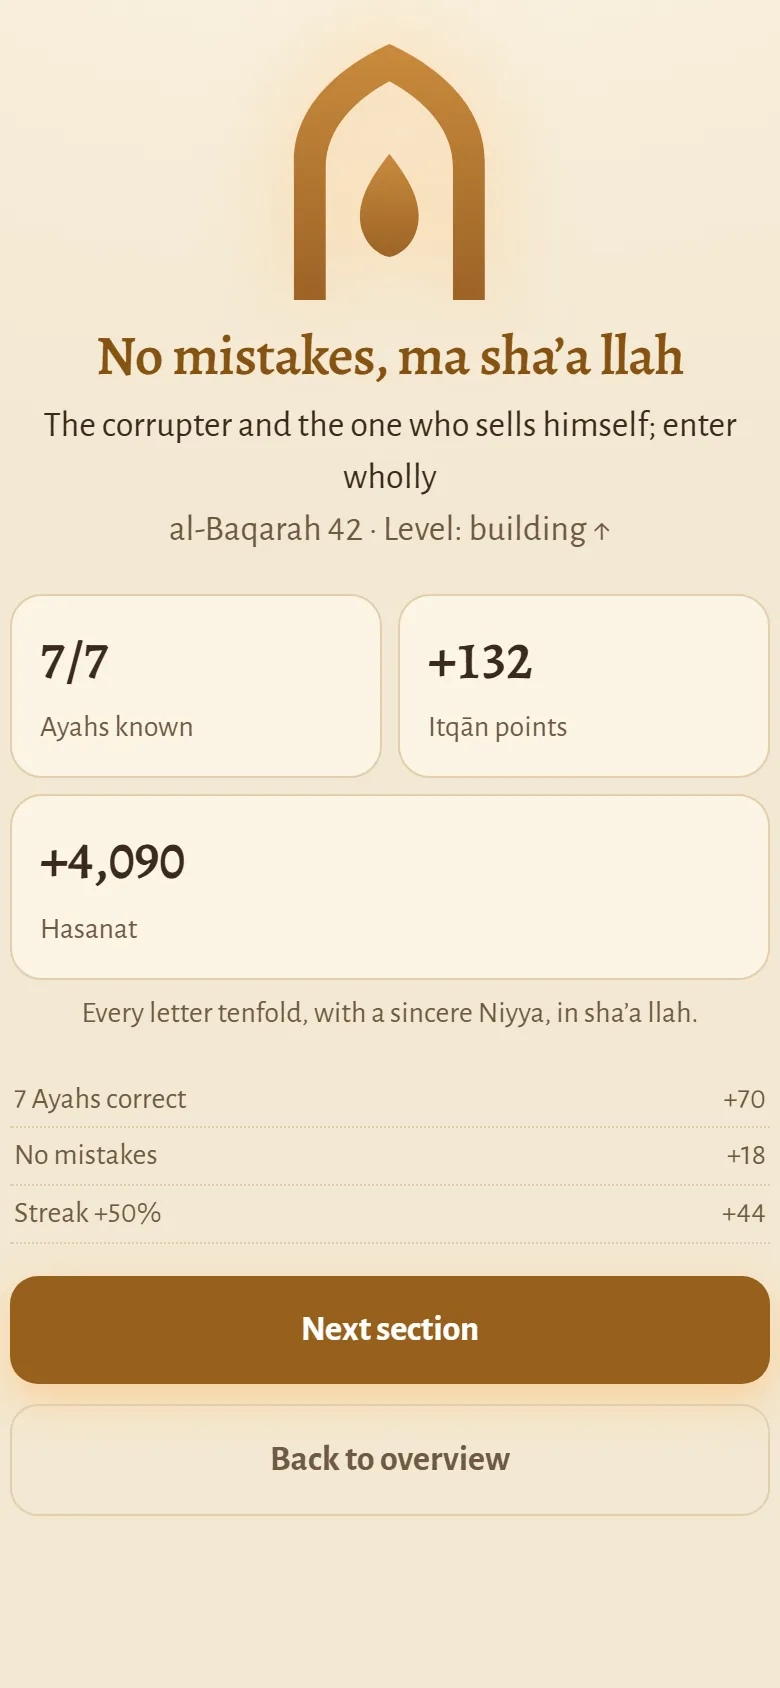 No mistakes, ma sha’a llah
The corrupter and the one who sells himself; enter
wholly
al-Baqarah 42 · Level: building ↑
7/7
Ayahs known
+132
Itqān points
+4,090
Hasanat
Every letter tenfold, with a sincere Niyya, in sha’a llah.
7 Ayahs correct +70
No mistakes +18
Streak +50% +44
Next section
Back to overview